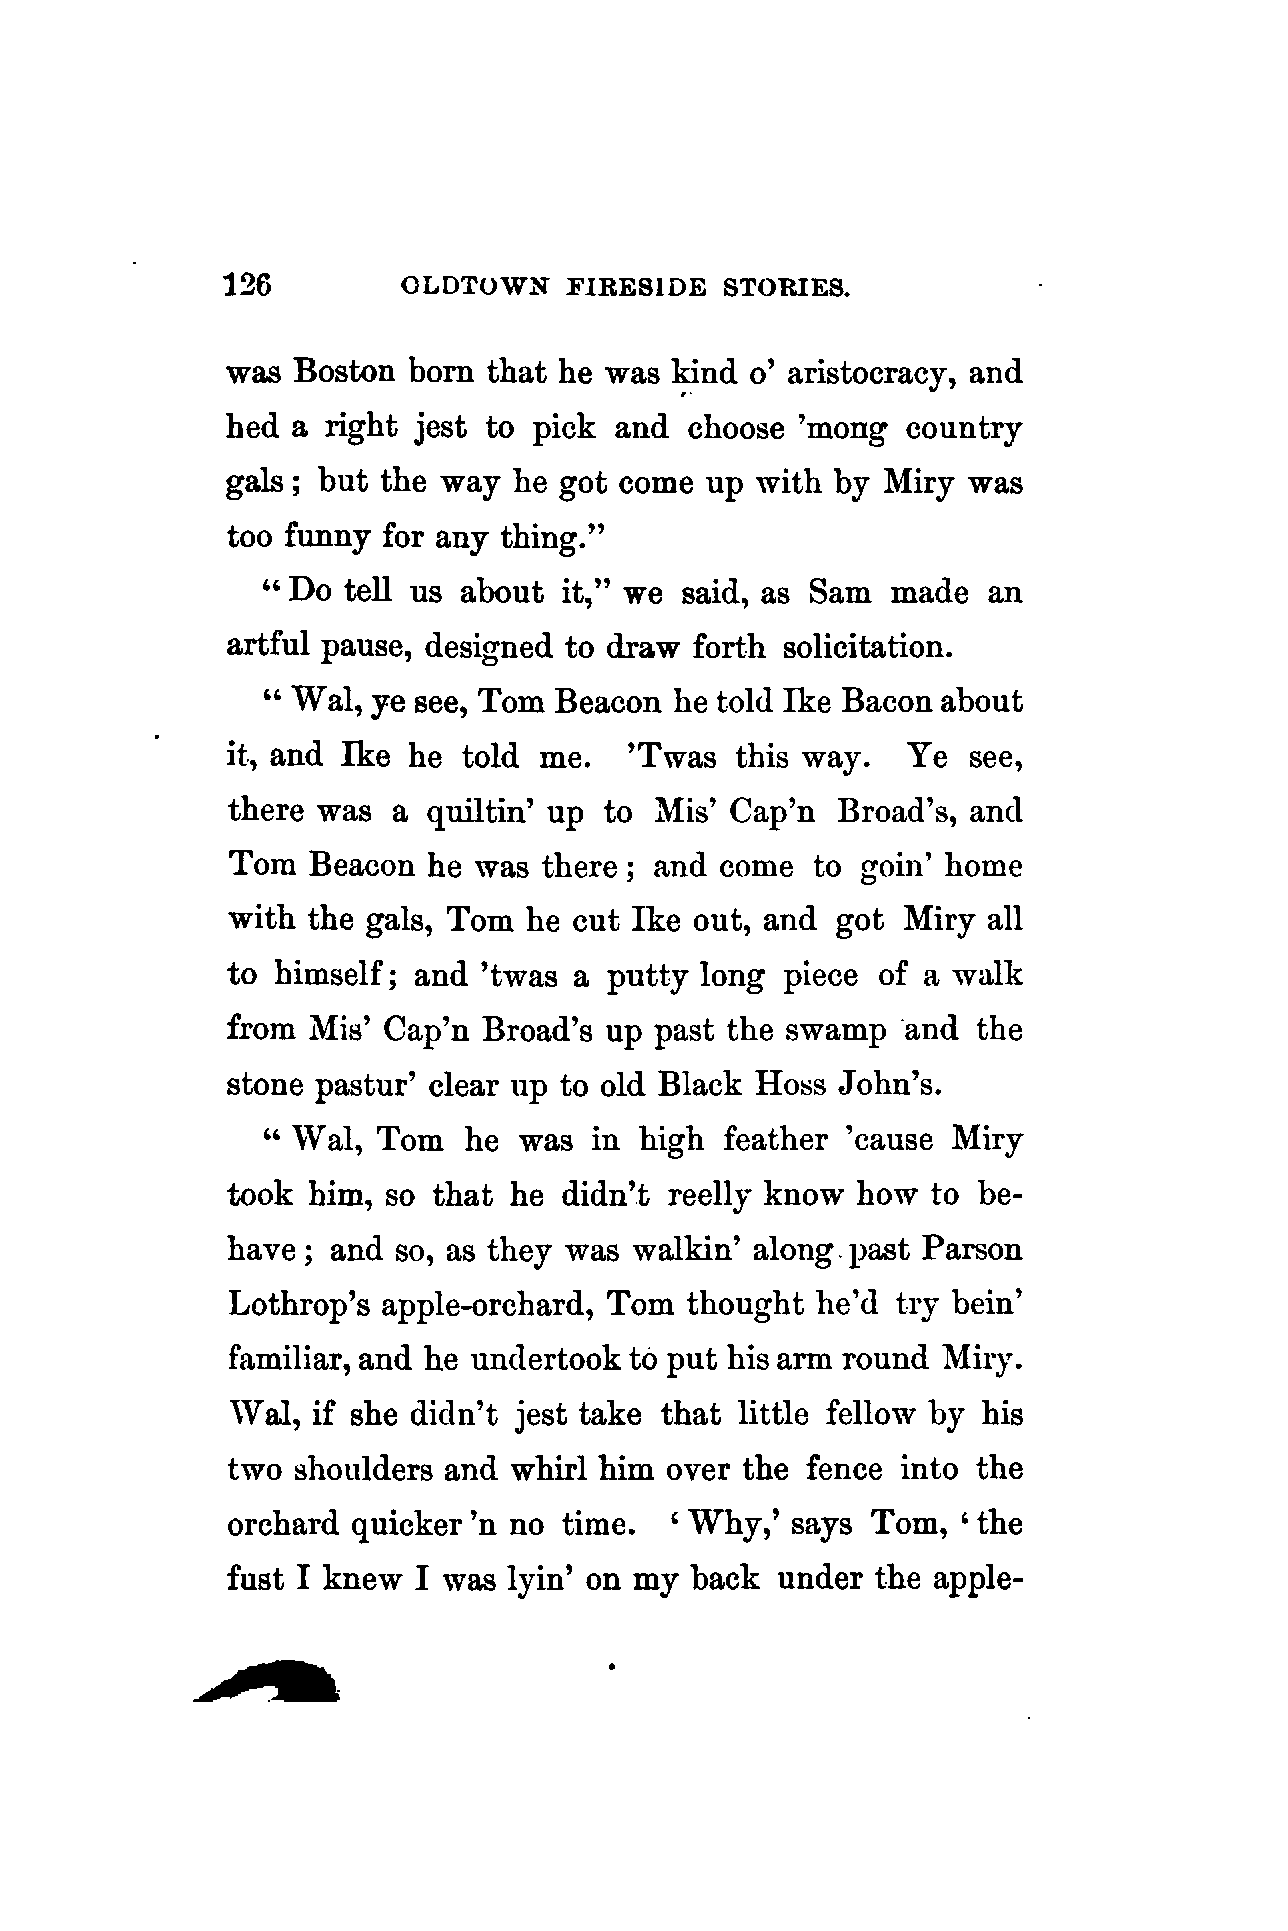 126 OLDTOWN FIRESIDE STORIES.
was Boston born that he was kind o' aristocracy, and
hed a right jest to pick and choose 'mong country
gals; but the way he got come up with by Miry was
too funny for any thing."
"Do tell us about it," we said, as Sam made an
artful pause, designed to draw forth solicitation.
"Wal, ye see, Tom Beacon he told Ike Bacon about
it, and Ike he told me. 'Twas this way. Ye see,
there was a quiltin' up to Mis' Cap'n Broad's, and
Tom Beacon he was there; and come to goin' home
with the gals, Tom he cut Ike out, and got Miry all
to himself; and 'twas a putty long piece of a walk
from Mis' Cap'n Broad's up past the swamp and the
stone pastur' clear up to old Black Hoss John's.
"Wal, Tom he was in high feather 'cause Miry
took him, so that he didn't reelly know how to be-
have; and so, as they was walkin' along past Parson
Lothrop's apple-orchard, Tom thought he'd try bein'
familiar, and he undertook to put his arm round Miry.
Wal, if she didn't jest take that little fellow by his
two shoulders and whirl him over the fence into the
orchard quicker 'n no time. 'Why,' says Tom, 'the
fust I knew I was lyin' on my back under the apple-